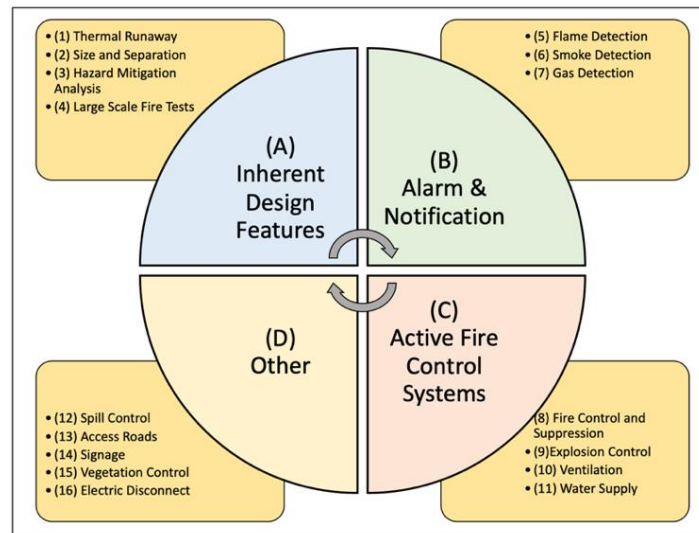 • (1) Thermal Runaway
• (2) Size and Separation
• (3) Hazard Mitigation
Analysis
• (4) Large Scale Fire Tests
• (5) Flame Detection
• (6) Smoke Detection
• (7) Gas Detection
(A)
Inherent
Design
Features
(B)
Alarm &
Notification
(D)
Other
(C)
Active Fire
Control
Systems
• (12) Spill Control
• (13) Access Roads
• (14) Signage
• (15) Vegetation Control
• (16) Electric Disconnect
(8) Fire Control and
Suppression
• (9)Explosion Control
• (10) Ventilation
• (11) Water Supply